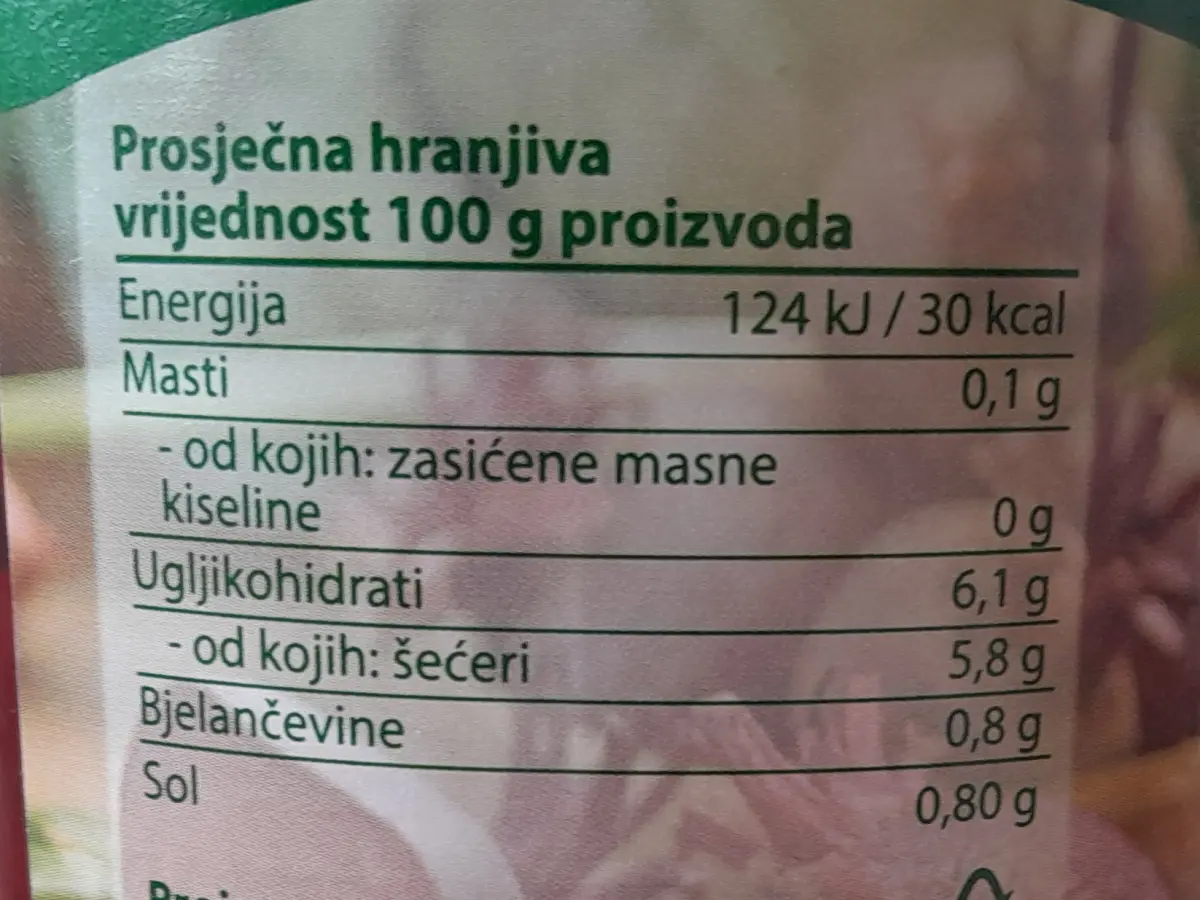 Prosječna hranjiva
vrijednost 100 g proizvoda
Energija 124 kJ / 30 kcal
Masti 0,1 g
- od kojih: zasićene masne
kiseline 0 g
Ugljikohidrati 6,1 g
- od kojih: šećeri 5,8 g
Bjelančevine 0,8 g
Sol 0,80 g